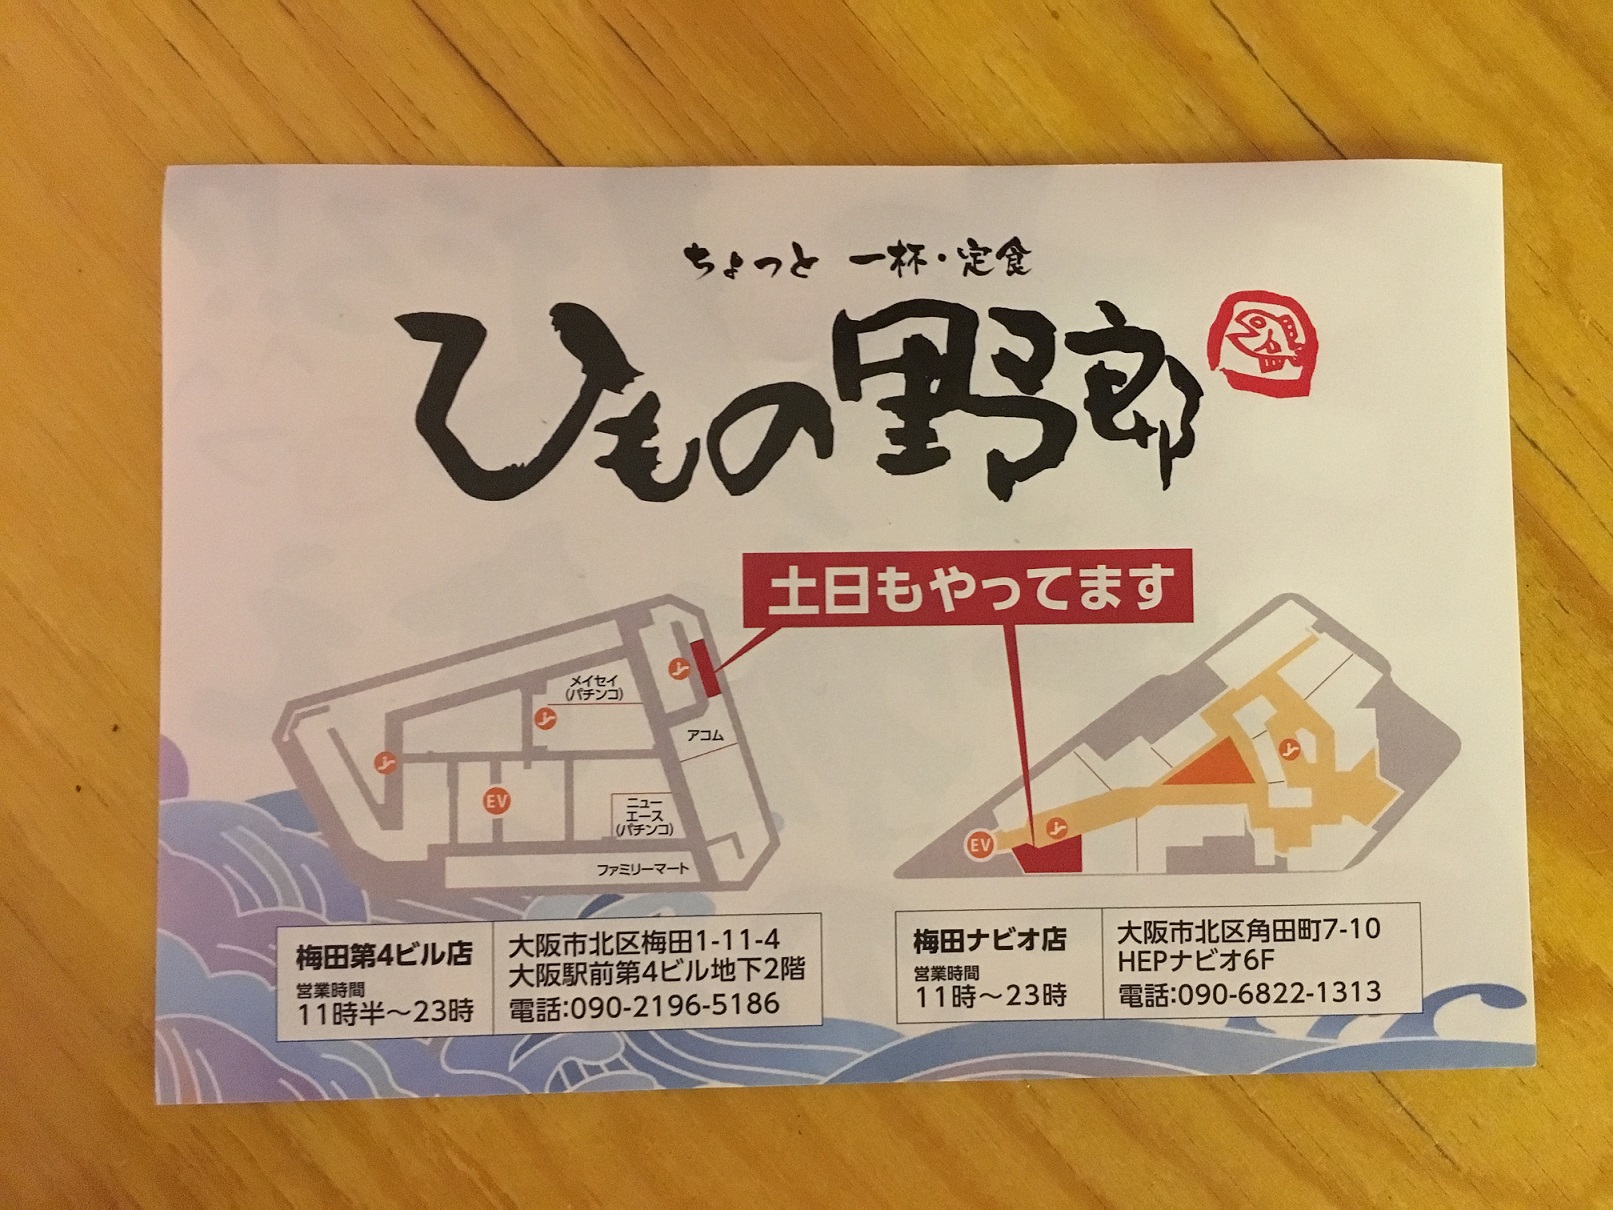 ちょっと 一杯・定食
ひもの野郎
土日もやってます
メイセイ
(パチンコ)
アコム
EV
ニュー
エース
(パチンコ)
ファミリーマート
EV
梅田第4ビル店
営業時間
11時半～23時
大阪市北区梅田1-11-4
大阪駅前第4ビル地下2階
電話:090-2196-5186
梅田ナビオ店
営業時間
11時～23時
大阪市北区角田町7-10
HEPナビオ6F
電話:090-6822-1313